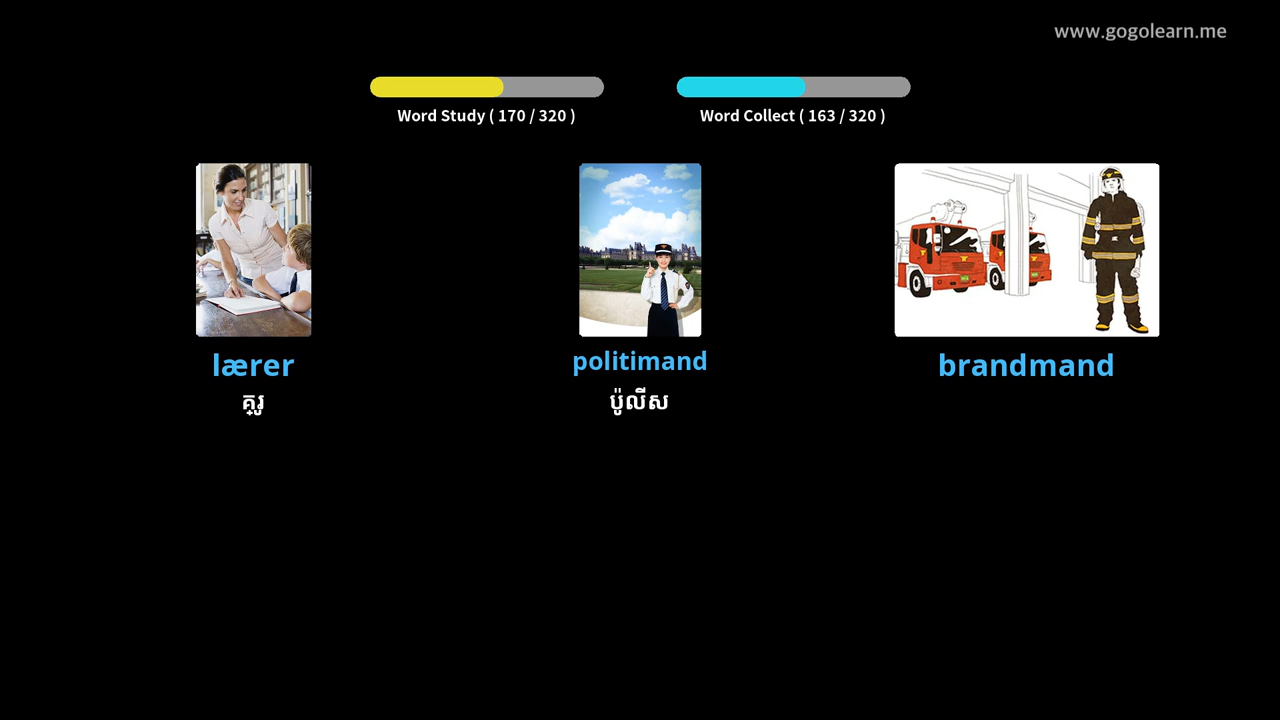 www.gogolearn.me
Word Study ( 170 / 320 )
Word Collect ( 163 / 320 )
lærer
politimand
brandmand
គ្រូ
ប៉ូលីស